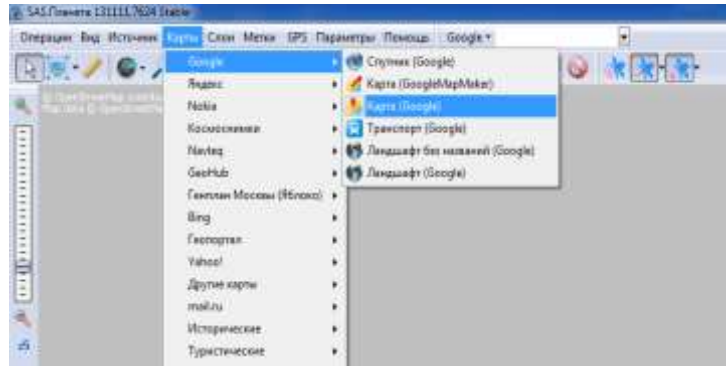 SAS.Планета 131111.7624 Stable
Операции Вид Источник Карты Слои Метки GPS Параметры Помощь Google
Google
Яндекс
Nokia
Космоснимки
Navteq
GeoHub
Генплан Москвы (Яблоко)
Bing
Геопортал
Yahoo!
Другие карты
mail.ru
Исторические
Туристические
Спутник (Google)
Карта (GoogleMapMaker)
Карта (Google)
Транспорт (Google)
Ландшафт без названий (Google)
Ландшафт (Google)